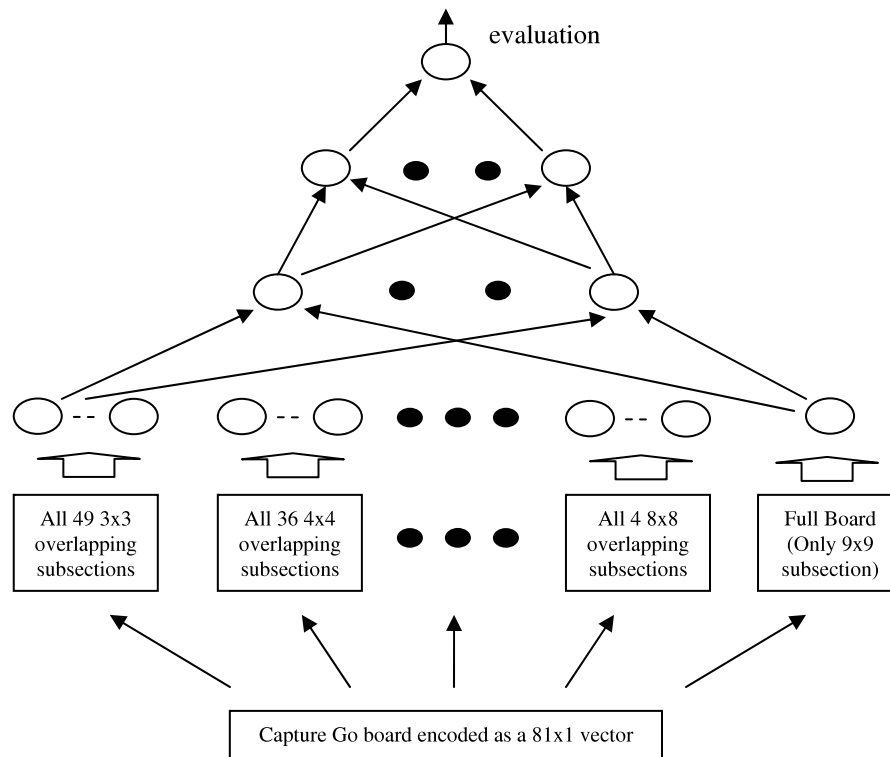 evaluation
All 49 3x3
overlapping
subsections
All 36 4x4
overlapping
subsections
All 4 8x8
overlapping
subsections
Full Board
(Only 9x9
subsection)
Capture Go board encoded as a 81x1 vector